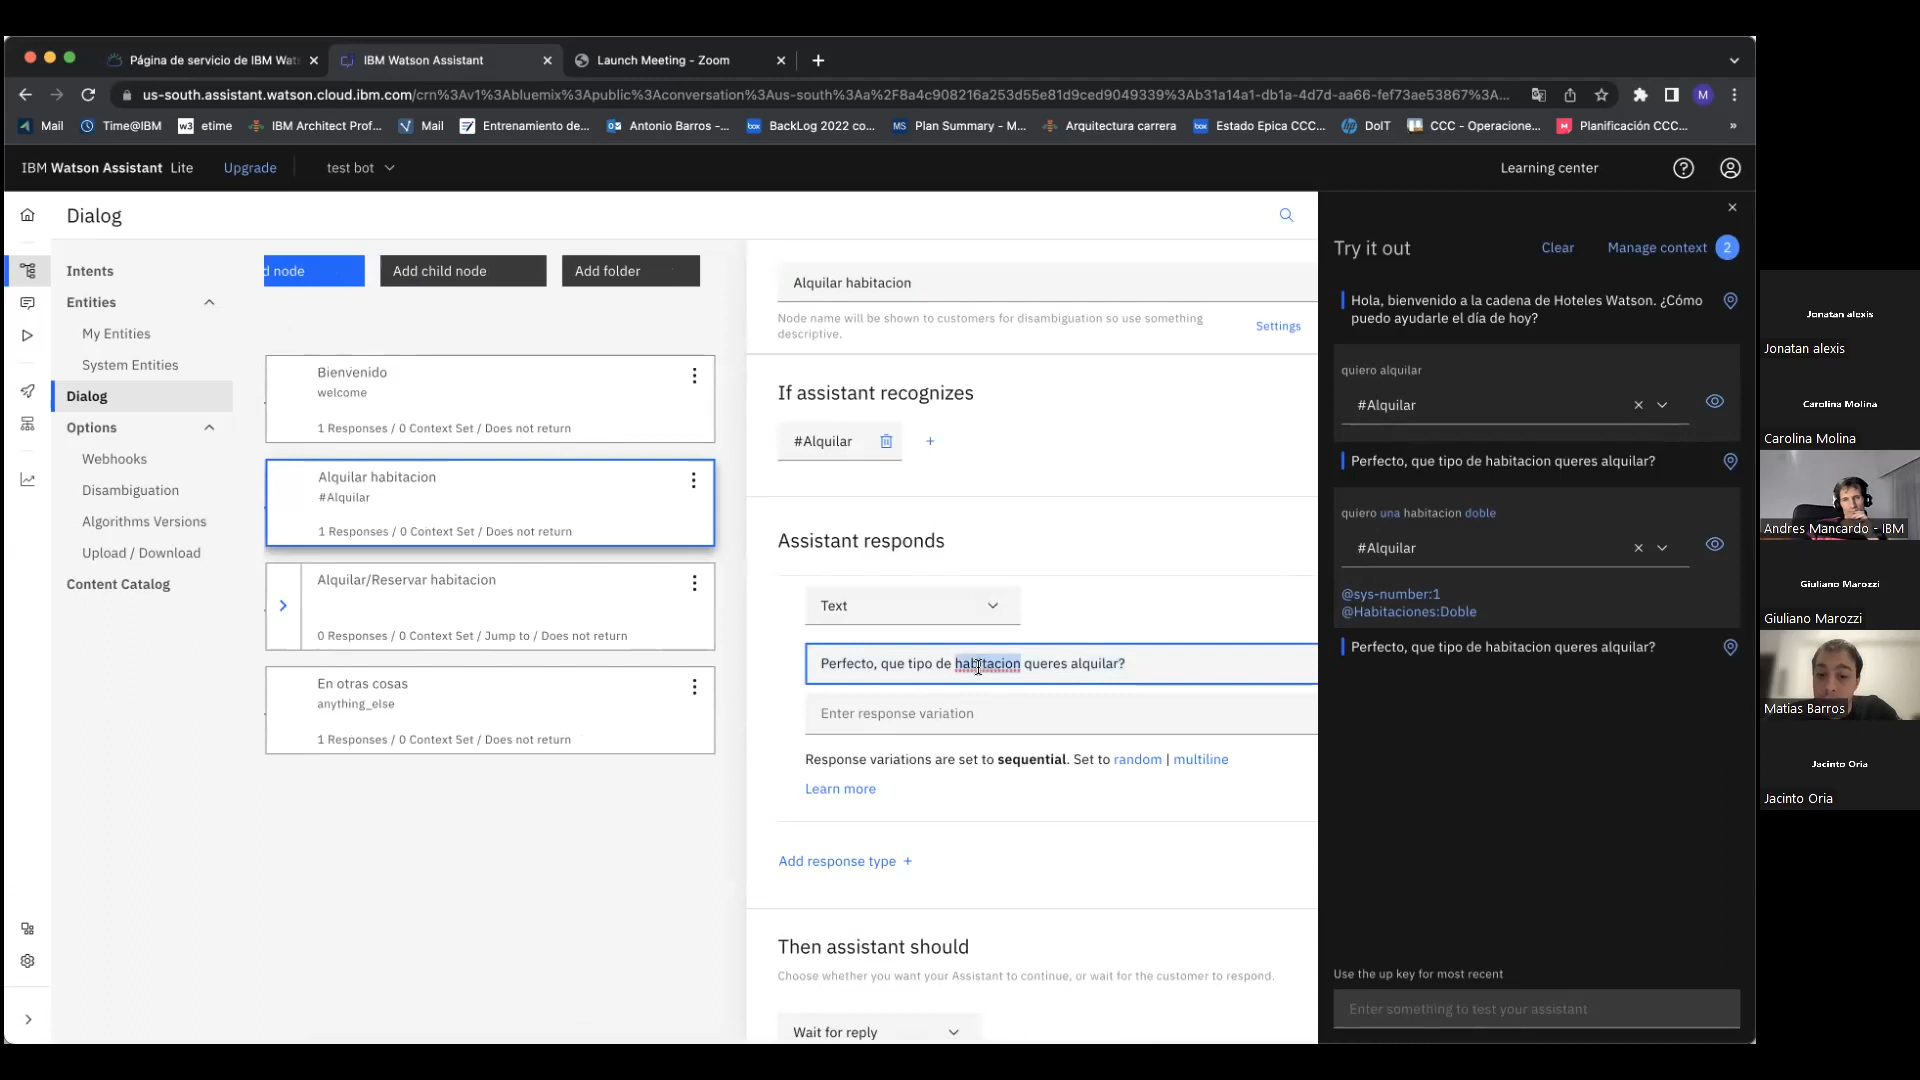 Página de servicio de IBM Wat
IBM Watson Assistant
Launch Meeting - Zoom
us-south.assistant.watson.cloud.ibm.com/crn%3Av1%3Abluemix%3Apublic%3Aconversation%3Aus-south%3Aa%2F8a4c908216a253d55e81d9ced9049339%3Ab31a14a1-db1a-4d7d-aa66-fef73ae53867%3A...
M
Mail
Time@IBM
w3 etime
IBM Architect Prof...
Mail
Entrenamiento de...
Antonio Barros -...
box BackLog 2022 co...
MS Plan Summary - M...
Arquitectura carrera
box Estado Epica CCC...
DoIT
CCC - Operacione...
Planificación CCC...
»
IBM Watson Assistant Lite
Upgrade
test bot
Learning center
Dialog
Intents
Entities
My Entities
System Entities
Dialog
Options
Webhooks
Disambiguation
Algorithms Versions
Upload / Download
Content Catalog
d node
Add child node
Add folder
Bienvenido
welcome
1 Responses / 0 Context Set / Does not return
Alquilar habitacion
#Alquilar
1 Responses / 0 Context Set / Does not return
Alquilar/Reservar habitacion
0 Responses / 0 Context Set / Jump to / Does not return
En otras cosas
anything_else
1 Responses / 0 Context Set / Does not return
Alquilar habitacion
Node name will be shown to customers for disambiguation so use something
descriptive.
Settings
If assistant recognizes
#Alquilar
+
Assistant responds
Text
Perfecto, que tipo de habitacion queres alquilar?
Enter response variation
Response variations are set to sequential. Set to random | multiline
Learn more
Add response type +
Then assistant should
Choose whether you want your Assistant to continue, or wait for the customer to respond.
Wait for reply
Try it out
Clear
Manage context 2
Hola, bienvenido a la cadena de Hoteles Watson. ¿Cómo
puedo ayudarle el día de hoy?
quiero alquilar
#Alquilar
Perfecto, que tipo de habitacion queres alquilar?
quiero una habitacion doble
#Alquilar
@sys-number:1
@Habitaciones:Doble
Perfecto, que tipo de habitacion queres alquilar?
Use the up key for most recent
Enter something to test your assistant
Jonatan alexis
Jonatan alexis
Carolina Molina
Carolina Molina
Andres Mancardo - IBM
Giuliano Marozzi
Giuliano Marozzi
Matias Barros
Jacinto Oria
Jacinto Oria